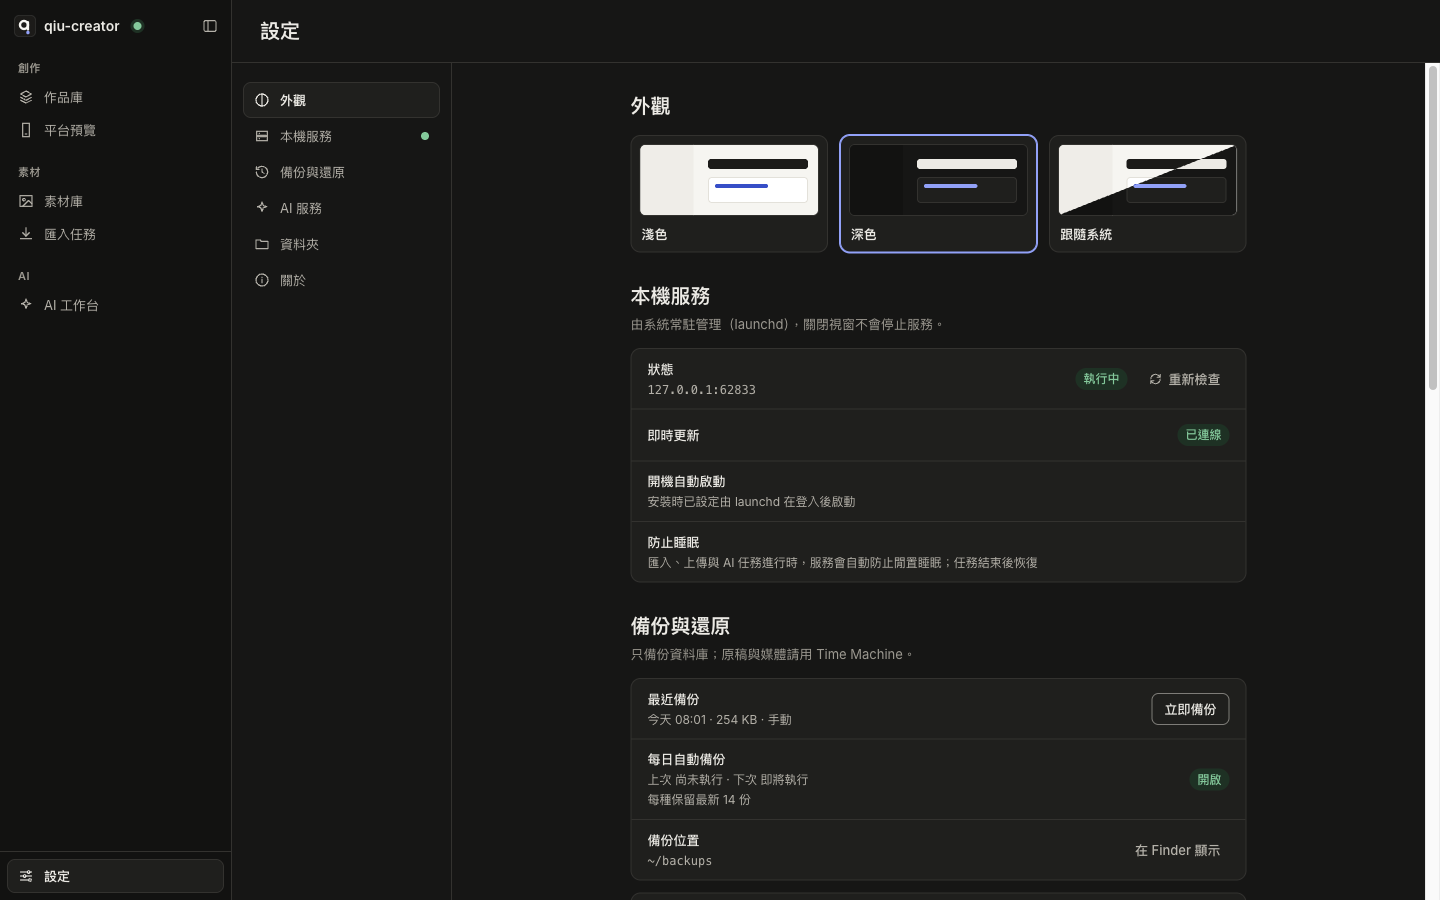 qiu-creator
創作
作品庫
平台預覽
素材
素材庫
匯入任務
AI
AI 工作台
設定
設定
外觀
本機服務
備份與還原
AI 服務
資料夾
關於
外觀
淺色
深色
跟隨系統
本機服務
由系統常駐管理（launchd），關閉視窗不會停止服務。
狀態
127.0.0.1:62833
執行中
重新檢查
即時更新
已連線
開機自動啟動
安裝時已設定由 launchd 在登入後啟動
防止睡眠
匯入、上傳與 AI 任務進行時，服務會自動防止閒置睡眠；任務結束後恢復
備份與還原
只備份資料庫；原稿與媒體請用 Time Machine。
最近備份
今天 08:01 · 254 KB · 手動
立即備份
每日自動備份
上次 尚未執行 · 下次 即將執行
每種保留最新 14 份
開啟
備份位置
~/backups
在 Finder 顯示